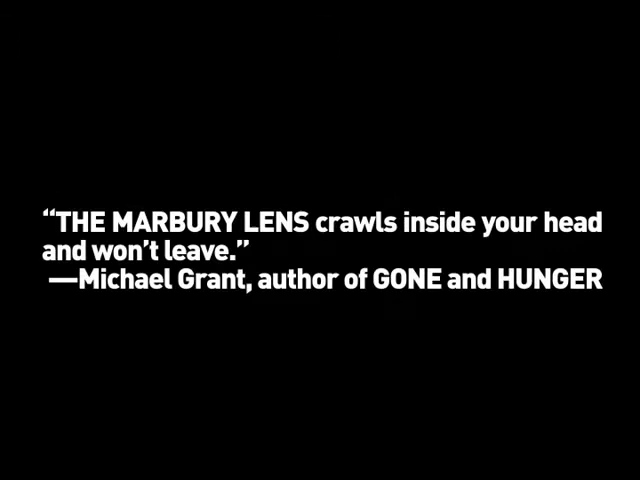 “THE MARBURY LENS crawls inside your head
and won’t leave.”
—Michael Grant, author of GONE and HUNGER